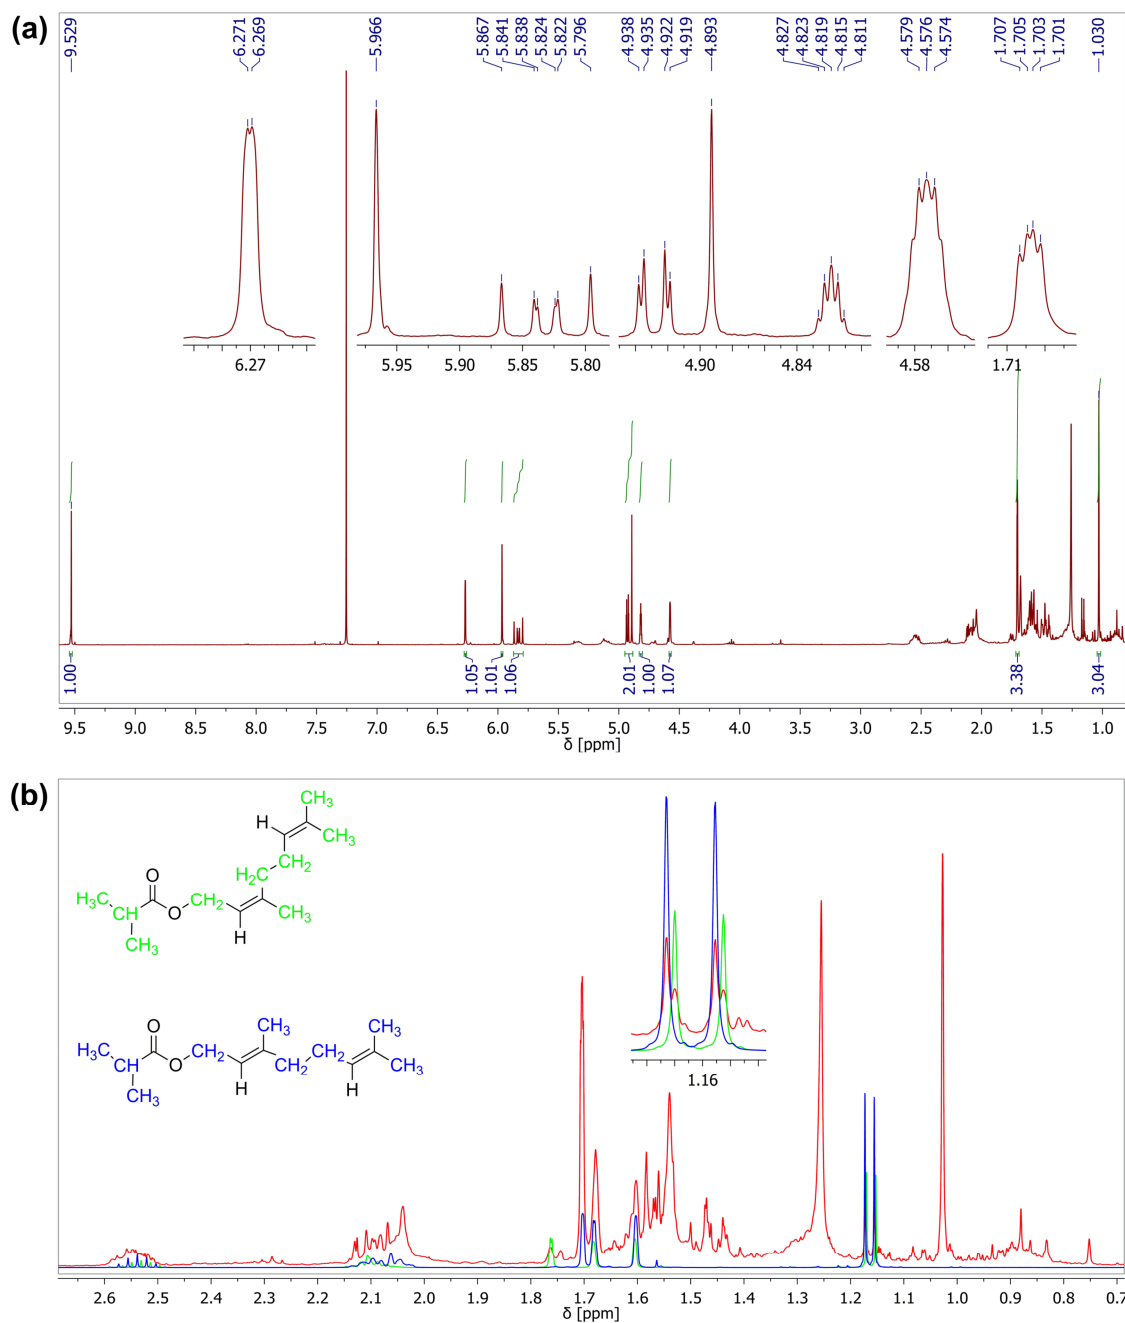 (a)
9.529
6.271
6.269
5.966
5.867
5.841
5.838
5.824
5.822
5.796
4.938
4.935
4.922
4.919
4.893
4.827
4.823
4.819
4.815
4.811
4.579
4.576
4.574
1.707
1.705
1.703
1.701
1.030
6.27
5.95 5.90 5.85 5.80
4.90 4.84
4.58
1.71
1.00
1.05
1.01
1.06
2.01
1.00
1.07
3.38
3.04
9.5 9.0 8.5 8.0 7.5 7.0 6.5 6.0 5.5 5.0 4.5 4.0 3.5 3.0 2.5 2.0 1.5 1.0
δ [ppm]
(b)
CH3
H
CH3
CH2
H2C
O
H3C
CH2
CH
O
CH3
CH3
H
O
CH3
CH3
H3C
CH2
CH2
CH
O
CH2
CH3
CH3
H
H
1.16
2.6 2.5 2.4 2.3 2.2 2.1 2.0 1.9 1.8 1.7 1.6 1.5 1.4 1.3 1.2 1.1 1.0 0.9 0.8 0.7
δ [ppm]